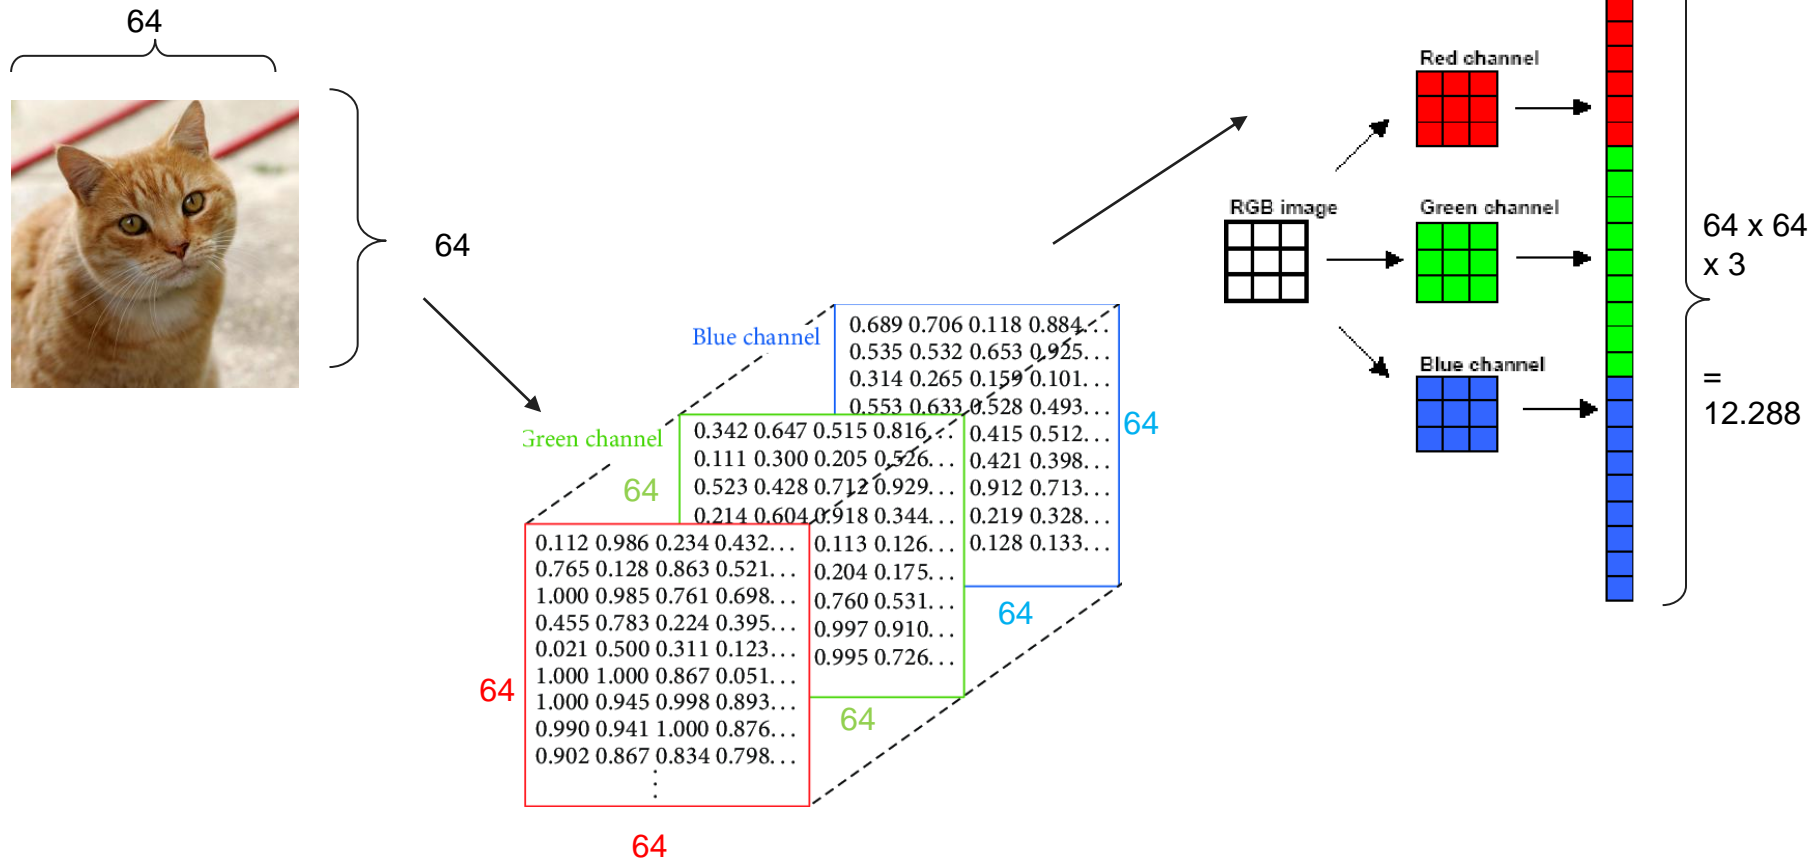 64
64
Blue channel
0.689 0.706 0.118 0.884...
0.535 0.532 0.653 0.925...
0.314 0.265 0.159 0.101...
0.553 0.633 0.528 0.493...
0.415 0.512...
0.421 0.398...
0.912 0.713...
0.219 0.328...
0.128 0.133...
64
64
Green channel
0.342 0.647 0.515 0.816...
0.111 0.300 0.205 0.526...
0.523 0.428 0.712 0.929...
0.214 0.604 0.918 0.344...
0.113 0.126...
0.204 0.175...
0.760 0.531...
0.997 0.910...
0.995 0.726...
64
64
0.112 0.986 0.234 0.432...
0.765 0.128 0.863 0.521...
1.000 0.985 0.761 0.698...
0.455 0.783 0.224 0.395...
0.021 0.500 0.311 0.123...
1.000 1.000 0.867 0.051...
1.000 0.945 0.998 0.893...
0.990 0.941 1.000 0.876...
0.902 0.867 0.834 0.798...
⋮
64
64
RGB image
Red channel
Green channel
Blue channel
64 x 64
x 3
=
12.288